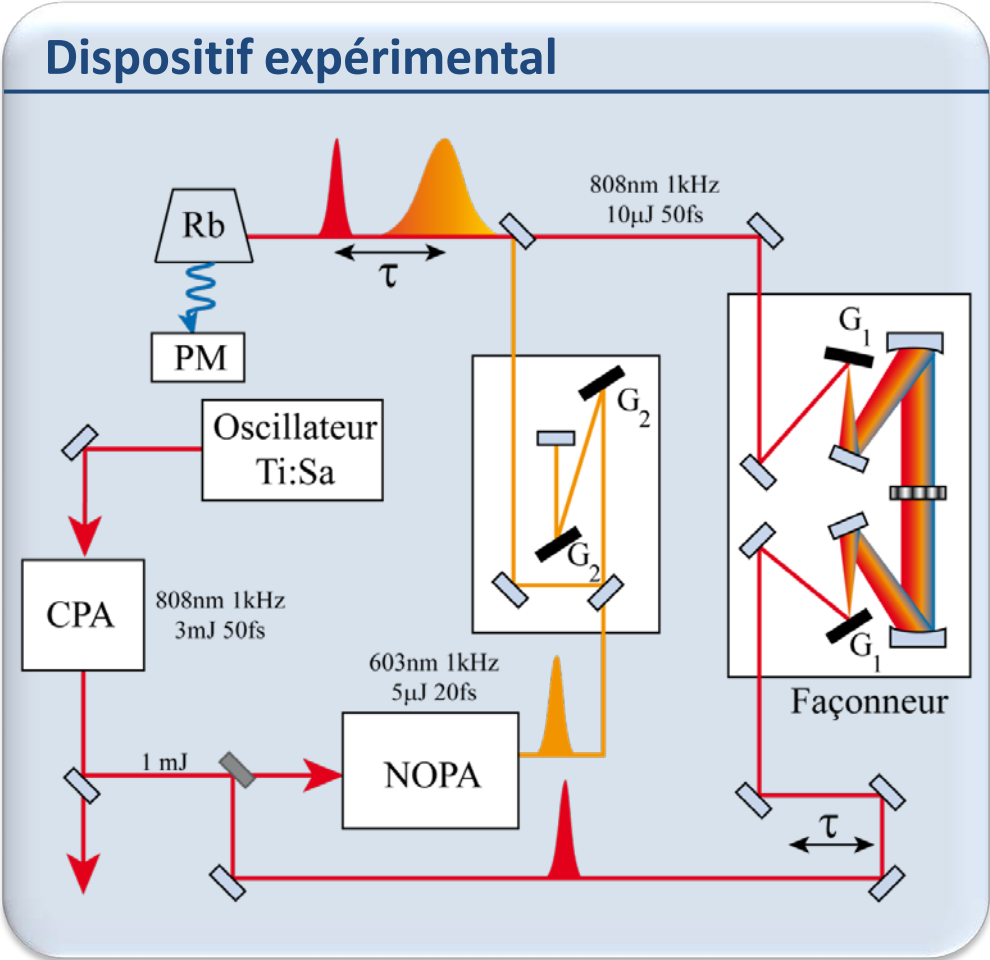 Dispositif expérimental
808nm 1kHz
10μJ 50fs
Rb
τ
PM
G1
G2
Oscillateur
Ti:Sa
G2
CPA
808nm 1kHz
3mJ 50fs
G1
603nm 1kHz
5μJ 20fs
Façonneur
1 mJ
NOPA
τ